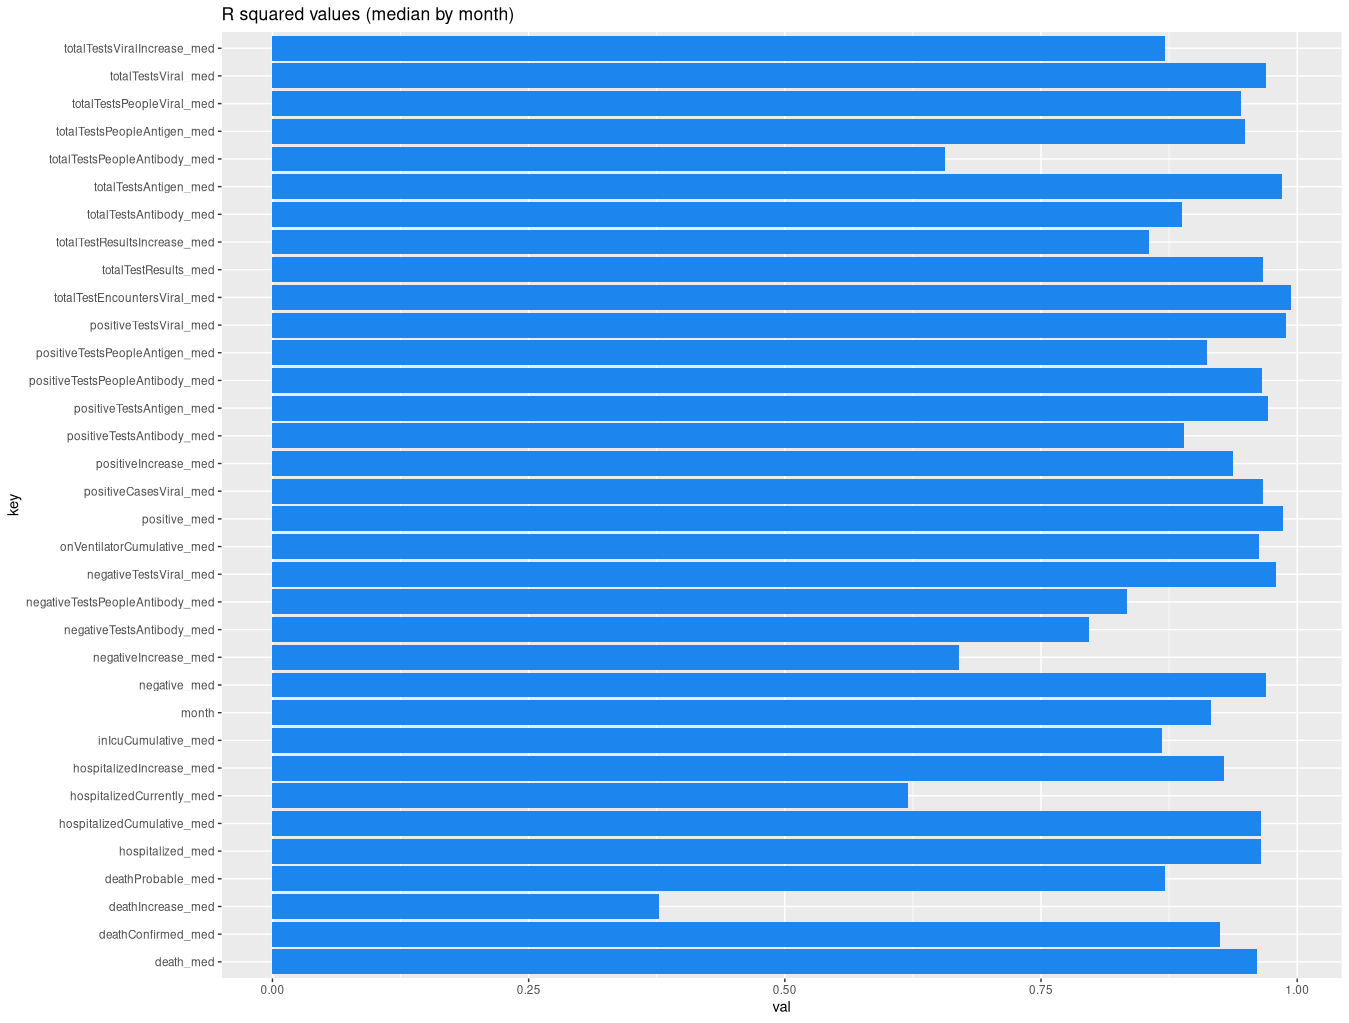 R squared values (median by month)
totalTestsViralIncrease_med
totalTestsViral_med
totalTestsPeopleViral_med
totalTestsPeopleAntigen_med
totalTestsPeopleAntibody_med
totalTestsAntigen_med
totalTestsAntibody_med
totalTestResultsIncrease_med
totalTestResults_med
totalTestEncountersViral_med
positiveTestsViral_med
positiveTestsPeopleAntigen_med
positiveTestsPeopleAntibody_med
positiveTestsAntigen_med
positiveTestsAntibody_med
positiveIncrease_med
positiveCasesViral_med
positive_med
onVentilatorCumulative_med
negativeTestsViral_med
negativeTestsPeopleAntibody_med
negativeTestsAntibody_med
negativeIncrease_med
negative_med
month
inIcuCumulative_med
hospitalizedIncrease_med
hospitalizedCurrently_med
hospitalizedCumulative_med
hospitalized_med
deathProbable_med
deathIncrease_med
deathConfirmed_med
death_med
key
0.00 0.25 0.50 0.75 1.00
val